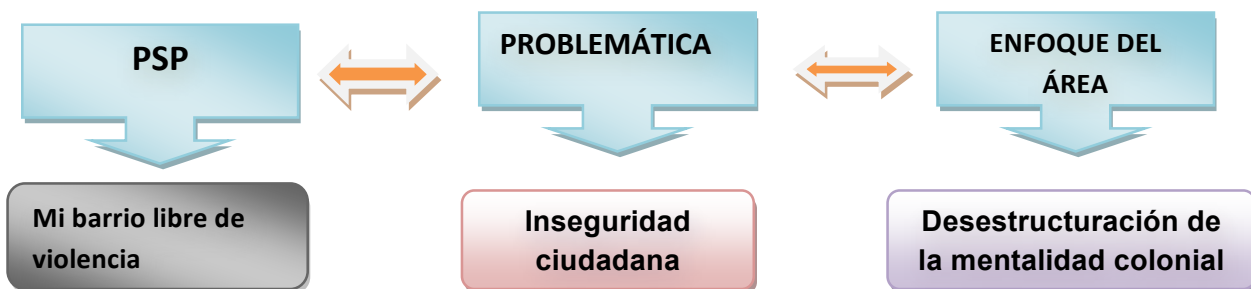 PSP
PROBLEMÁTICA
ENFOQUE DEL
ÁREA
Mi barrio libre de
violencia
Inseguridad
ciudadana
Desestructuración de
la mentalidad colonial